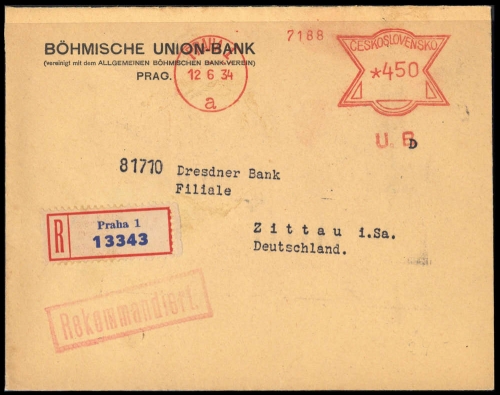 BÖHMISCHE UNION-BANK
(vereinigt mit dem ALLGEMEINEN BÖHMISCHEN BANK-VEREIN)
PRAG.
12 6 34
a
7188
ČESKOSLOVENSKO
*450
U. B
D
81710 Dresdner Bank
Filiale
Zittau i.Sa.
Deutschland.
R
Praha 1
13343
Rekommandiert.